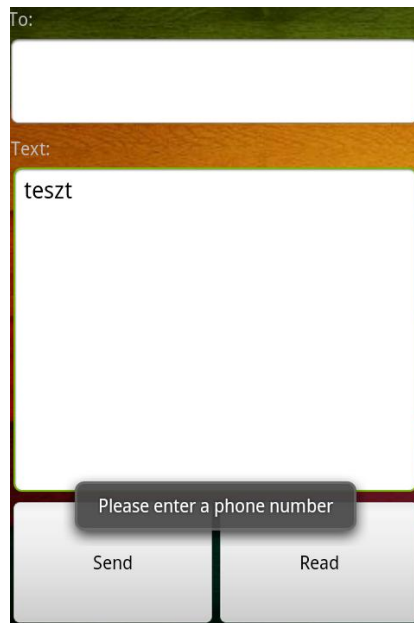 To:
Text:
teszt
Please enter a phone number
Send
Read